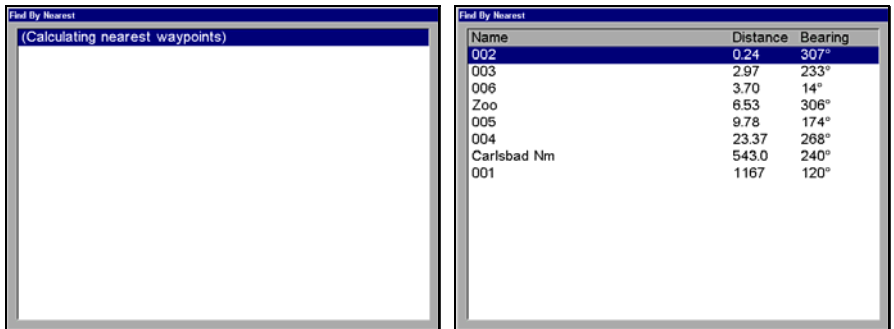 Find By Nearest
(Calculating nearest waypoints)
Find By Nearest
Name Distance Bearing
002 0.24 307°
003 2.97 233°
006 3.70 14°
Zoo 6.53 306°
005 9.78 174°
004 23.37 268°
Carlsbad Nm 543.0 240°
001 1167 120°